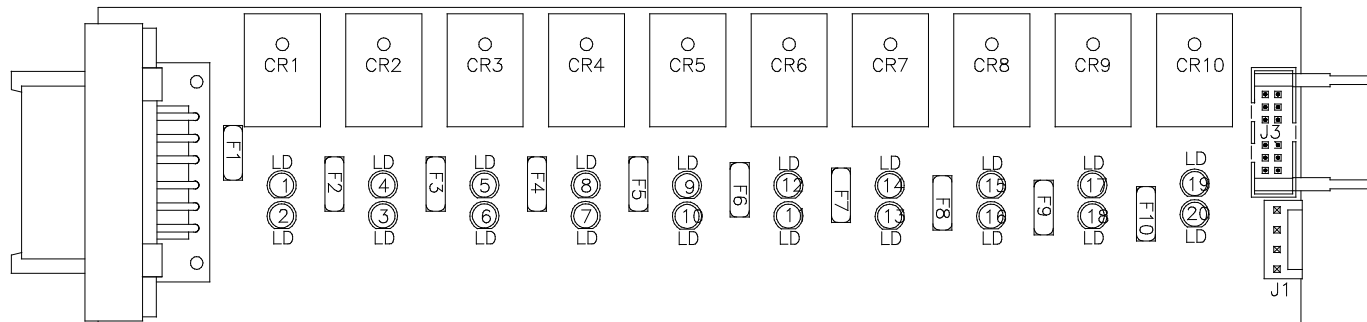 CR1 CR2 CR3 CR4 CR5 CR6 CR7 CR8 CR9 CR10
J3
F1 F2 F3 F4 F5 F6 F7 F8 F9 F10
LD LD LD LD LD LD LD LD LD LD
1 4 5 8 9 12 14 15 17 19
2 3 6 7 10 11 13 16 18 20
LD LD LD LD LD LD LD LD LD LD
J1